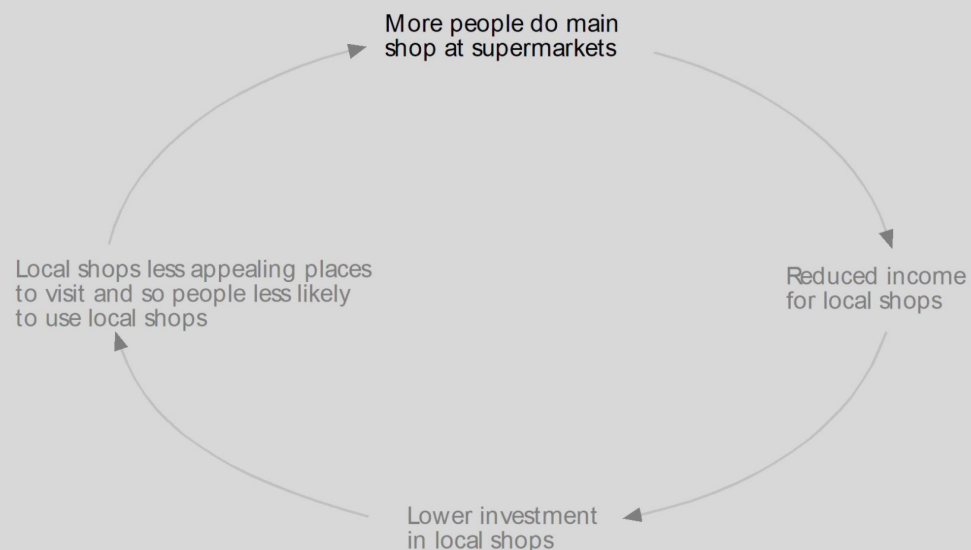 More people do main
shop at supermarkets
Reduced income
for local shops
Lower investment
in local shops
Local shops less appealing places
to visit and so people less likely
to use local shops